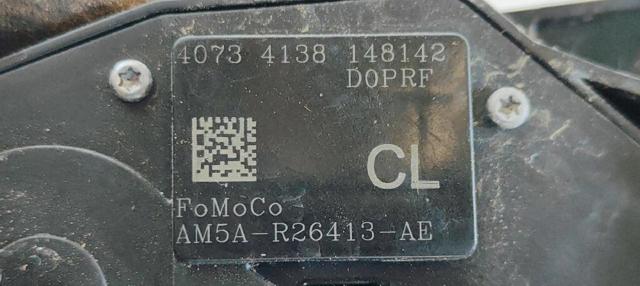 4073 4138 148142
D0PRF
CL
FoMoCo
AM5A-R26413-AE